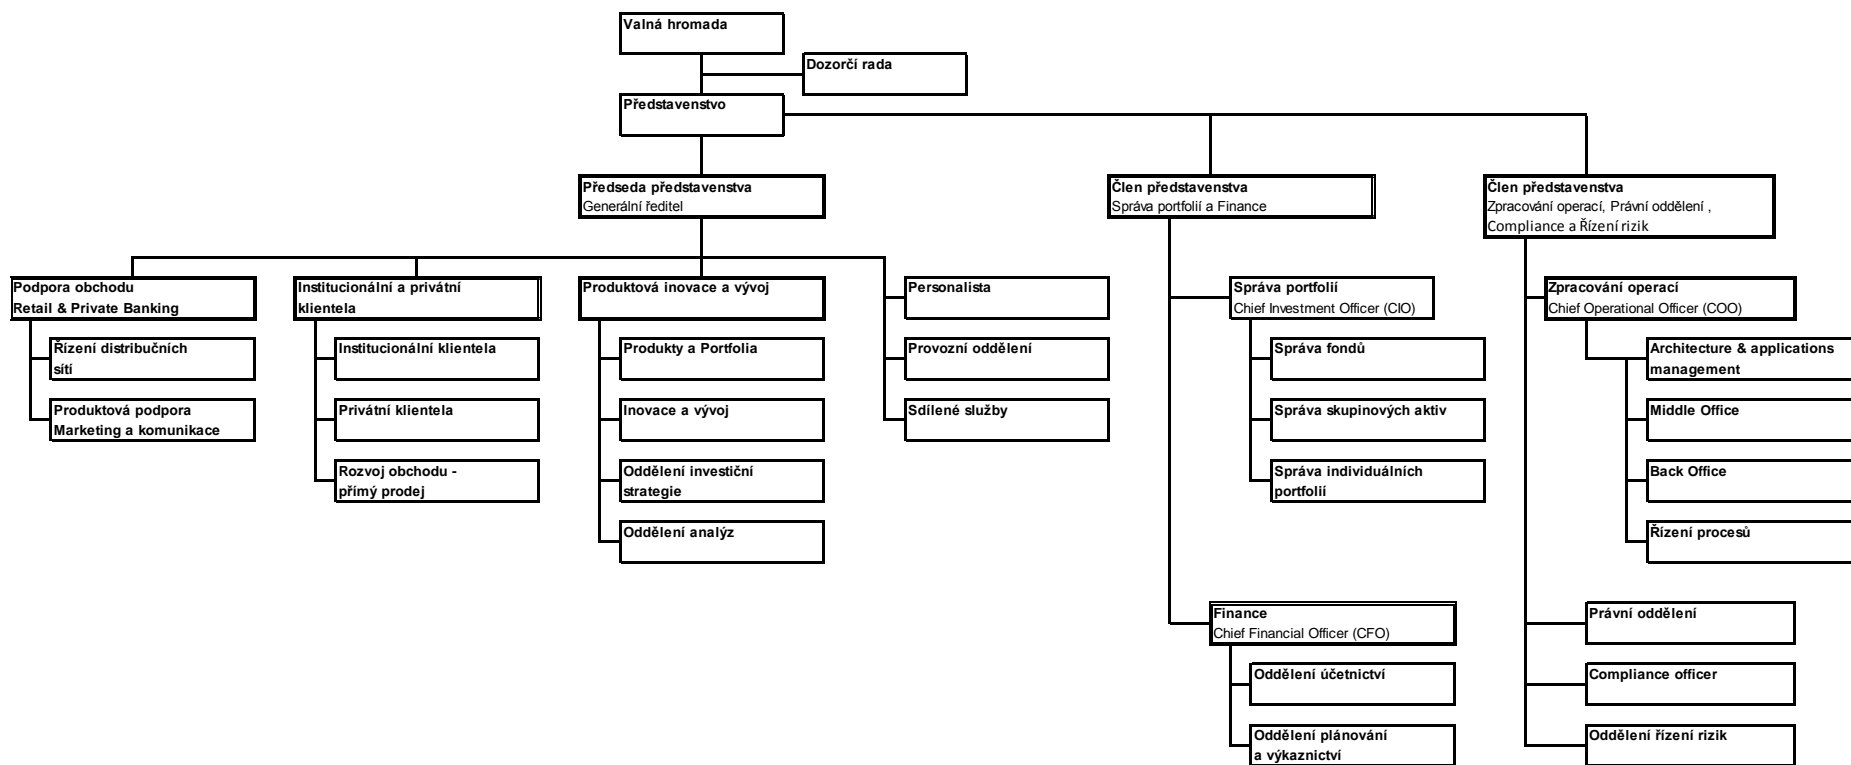 Valná hromada
Dozorčí rada
Představenstvo
Předseda představenstva
Generální ředitel
Člen představenstva
Správa portfolií a Finance
Člen představenstva
Zpracování operací, Právní oddělení ,
Compliance a Řízení rizik
Podpora obchodu
Retail & Private Banking
Řízení distribučních
sítí
Produktová podpora
Marketing a komunikace
Institucionální a privátní
klientela
Institucionální klientela
Privátní klientela
Rozvoj obchodu -
přímý prodej
Produktová inovace a vývoj
Produkty a Portfolia
Inovace a vývoj
Oddělení investiční
strategie
Oddělení analýz
Personalista
Provozní oddělení
Sdílené služby
Správa portfolií
Chief Investment Officer (CIO)
Správa fondů
Správa skupinových aktiv
Správa individuálních
portfolií
Finance
Chief Financial Officer (CFO)
Oddělení účetnictví
Oddělení plánování
a výkaznictví
Zpracování operací
Chief Operational Officer (COO)
Architecture & applications
management
Middle Office
Back Office
Řízení procesů
Právní oddělení
Compliance officer
Oddělení řízení rizik